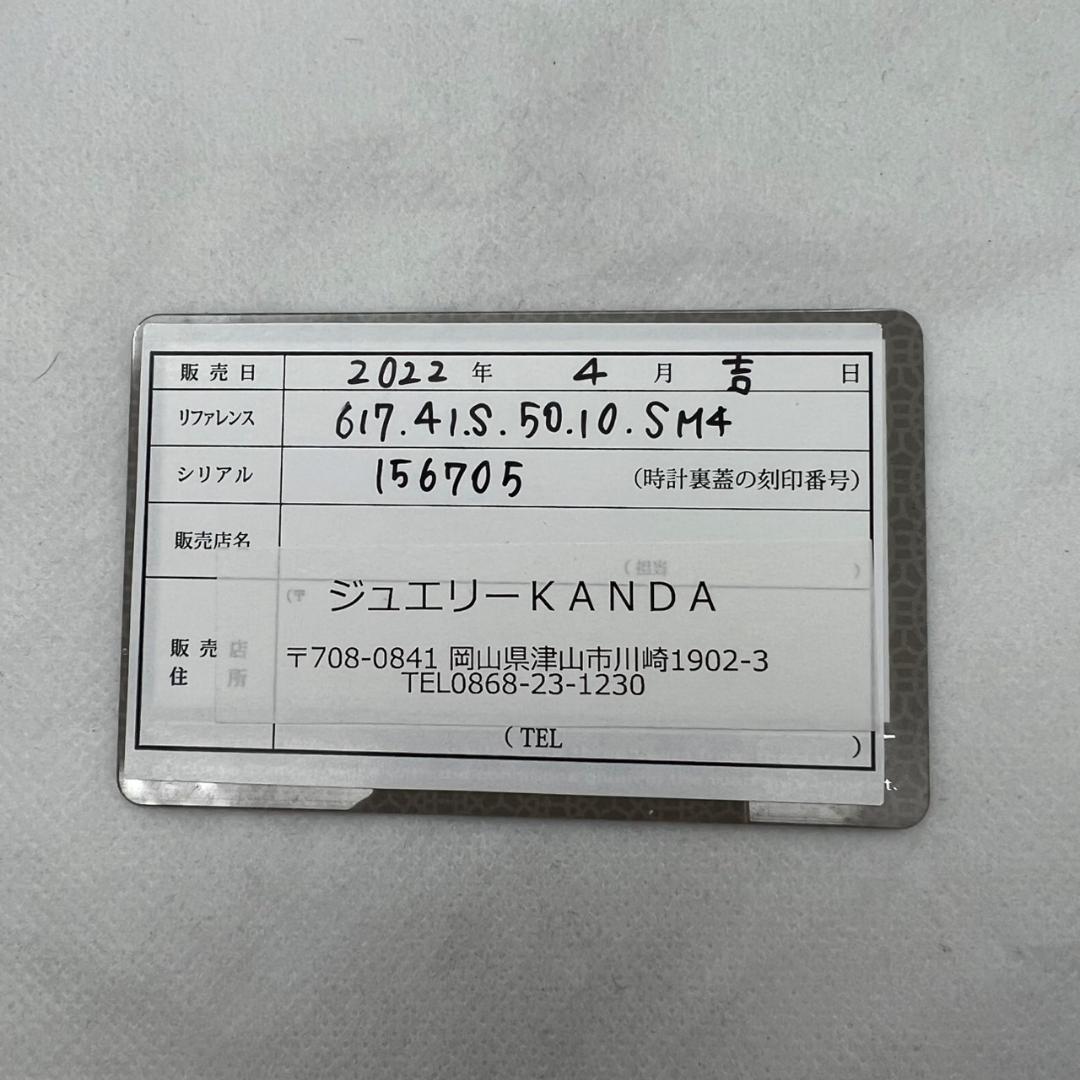 販売日 2022 年 4 月 吉 日
リファレンス 617.41.S.50.10.SM4
シリアル 156705 (時計裏蓋の刻印番号)
販売店名
(担当 )
(〒 ジュエリーKANDA
販売店
住所
〒708-0841 岡山県津山市川崎1902-3
TEL0868-23-1230
(TEL )
t.